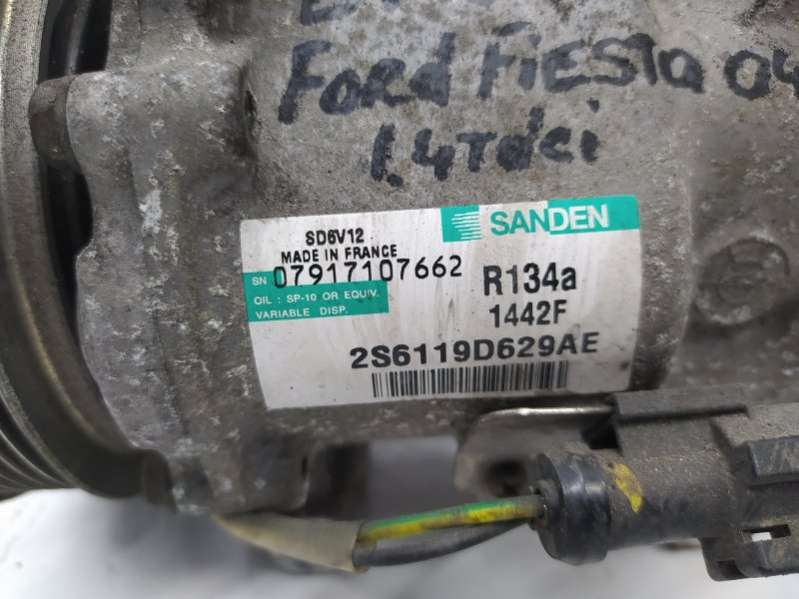 FORD FIESTA 04
1.4TDCi
SANDEN
SD6V12
MADE IN FRANCE
SN 07917107662
R134a
OIL : SP-10 OR EQUIV.
VARIABLE DISP.
1442F
2S6119D629AE